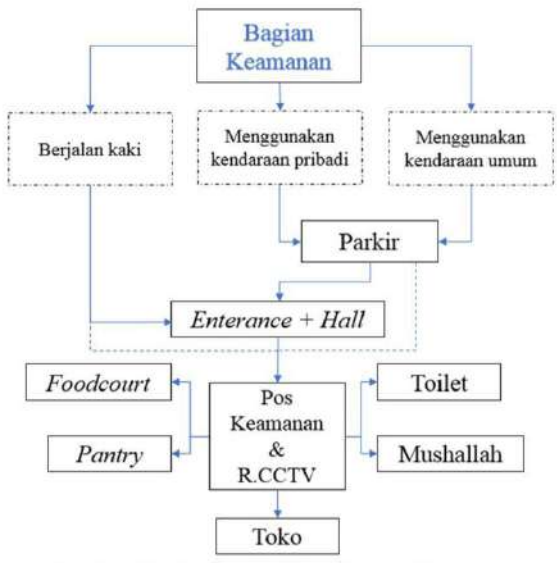 Bagian
Keamanan
Berjalan kaki
Menggunakan
kendaraan pribadi
Menggunakan
kendaraan umum
Parkir
Enterance + Hall
Foodcourt
Pos
Keamanan
&
R.CCTV
Toilet
Pantry
Mushallah
Toko